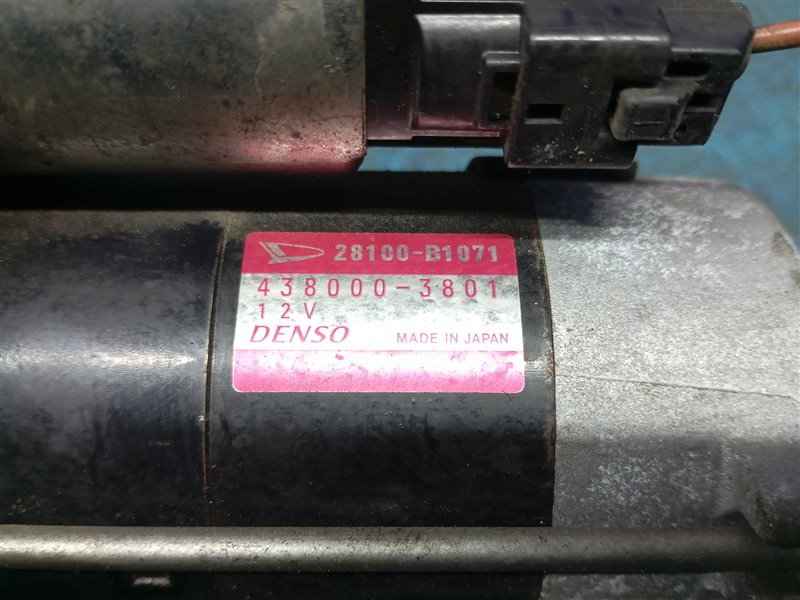 28100-B1071
438000-3801
12V
DENSO MADE IN JAPAN